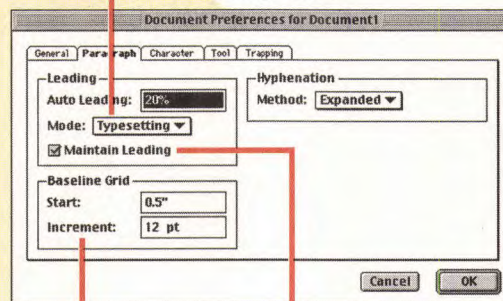 Document Preferences for Document1
General Paragraph Character Tool Trapping
Leading
Auto Leading: 20%
Mode: Typesetting
Maintain Leading
Baseline Grid
Start: 0.5"
Increment: 12 pt
Hyphenation
Method: Expanded
Cancel OK